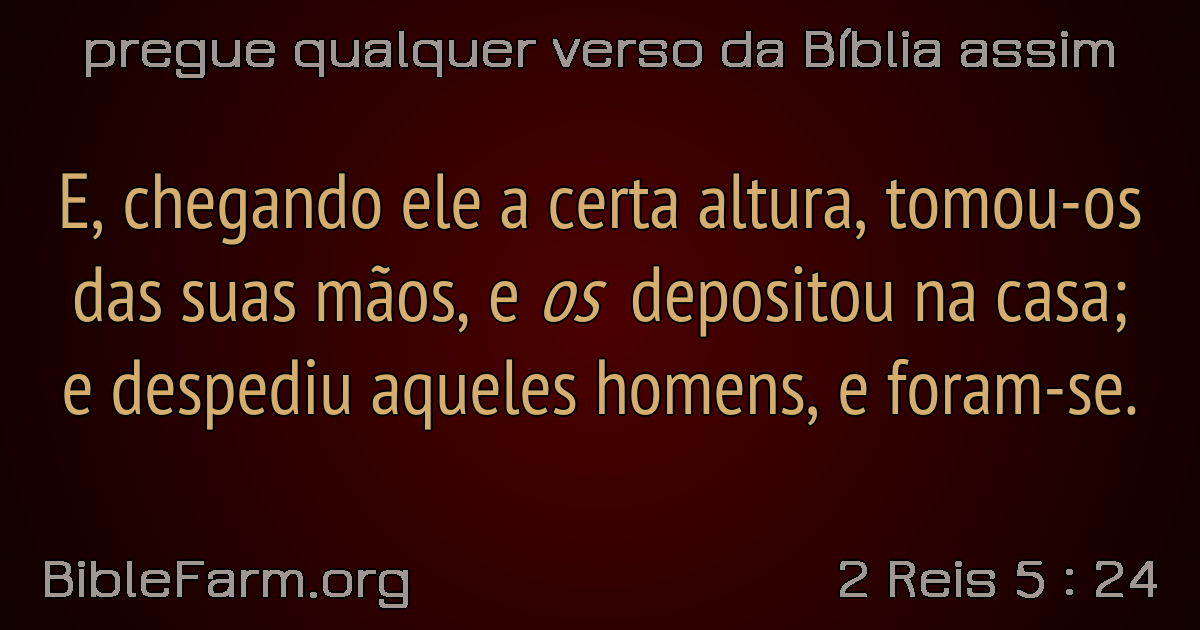 pregue qualquer verso da Bíblia assim
E, chegando ele a certa altura, tomou-os
das suas mãos, e os depositou na casa;
e despediu aqueles homens, e foram-se.
BibleFarm.org
2 Reis 5 : 24